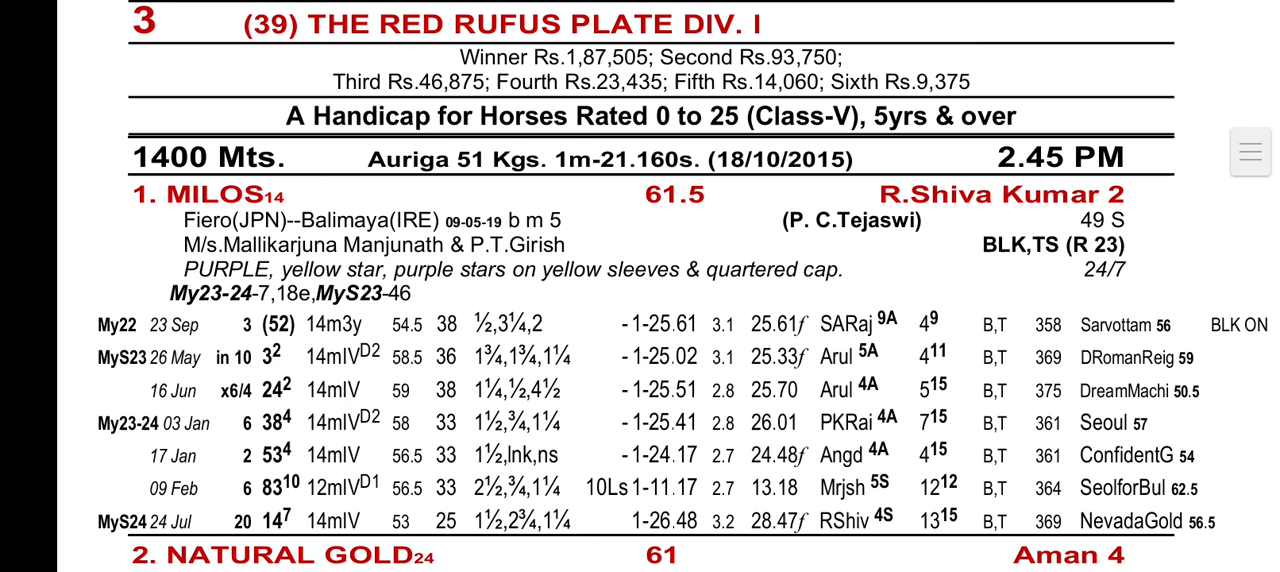 3 (39) THE RED RUFUS PLATE DIV. I
Winner Rs.1,87,505; Second Rs.93,750;
Third Rs.46,875; Fourth Rs.23,435; Fifth Rs.14,060; Sixth Rs.9,375
A Handicap for Horses Rated 0 to 25 (Class-V), 5yrs & over
1400 Mts. Auriga 51 Kgs. 1m-21.160s. (18/10/2015) 2.45 PM
1. MILOS14 61.5 R.Shiva Kumar 2
Fiero(JPN)--Balimaya(IRE) 09-05-19 b m 5 (P. C.Tejaswi) 49 S
M/s.Mallikarjuna Manjunath & P.T.Girish BLK,TS (R 23)
PURPLE, yellow star, purple stars on yellow sleeves & quartered cap. 24/7
My23-24-7,18e,MyS23-46
My22 23 Sep 3 (52) 14m3y 54.5 38 ½,3¼,2 - 1-25.61 3.1 25.61f SARaj 9A 49 B,T 358 Sarvottam 56 BLK ON
MyS23 26 May in 10 32 14mIVD2 58.5 36 1¾,1¾,1¼ - 1-25.02 3.1 25.33f Arul 5A 411 B,T 369 DRomanReig 59
16 Jun x6/4 242 14mIV 59 38 1¼,½,4½ - 1-25.51 2.8 25.70 Arul 4A 515 B,T 375 DreamMachi 50.5
My23-24 03 Jan 6 384 14mIVD2 58 33 1½,¾,1¼ - 1-25.41 2.8 26.01 PKRai 4A 715 B,T 361 Seoul 57
17 Jan 2 534 14mIV 56.5 33 1½,lnk,ns - 1-24.17 2.7 24.48f Angd 4A 415 B,T 361 ConfidentG 54
09 Feb 6 8310 12mIVD1 56.5 33 2½,¾,1¼ 10Ls 1-11.17 2.7 13.18 Mrjsh 5S 1212 B,T 364 SeolforBul 62.5
MyS24 24 Jul 20 147 14mIV 53 25 1½,2¾,1¼ 1-26.48 3.2 28.47f RShiv 4S 1315 B,T 369 NevadaGold 56.5
2. NATURAL GOLD24 61 Aman 4